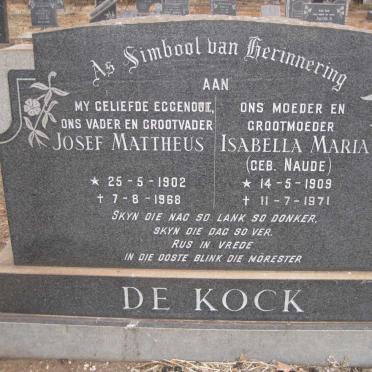 As Simbool van Herinnering
AAN
MY GELIEFDE EGGENOOT,
ONS VADER EN GROOTVADER
JOSEF MATTHEUS
★ 25-5-1902
† 7-8-1968
ONS MOEDER EN
GROOTMOEDER
ISABELLA MARIA
(GEB. NAUDE)
★ 14-5-1909
† 11-7-1971
SKYN DIE NAG SO LANK SO DONKER,
SKYN DIE DAG SO VER,
RUS IN VREDE
IN DIE OOSTE BLINK DIE MÔRESTER
DE KOCK